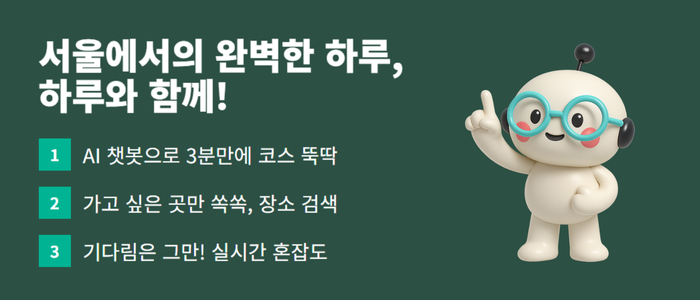 서울에서의 완벽한 하루,
하루와 함께!
1 AI 챗봇으로 3분만에 코스 뚝딱
2 가고 싶은 곳만 쏙쏙, 장소 검색
3 기다림은 그만! 실시간 혼잡도